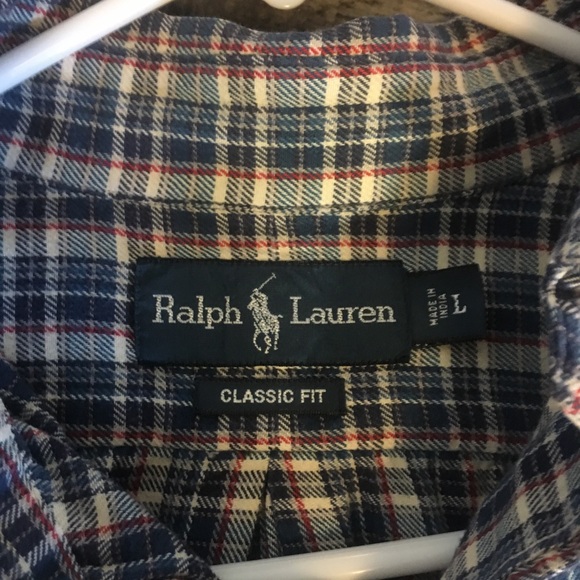 Ralph Lauren
MADE IN
INDIA
L
CLASSIC FIT